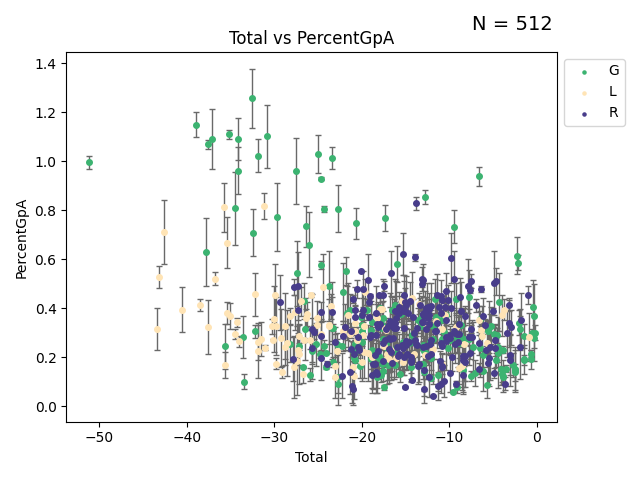 N = 512
Total vs PercentGpA
G
L
R
PercentGpA
1.4
1.2
1.0
0.8
0.6
0.4
0.2
0.0
−50 −40 −30 −20 −10 0
Total